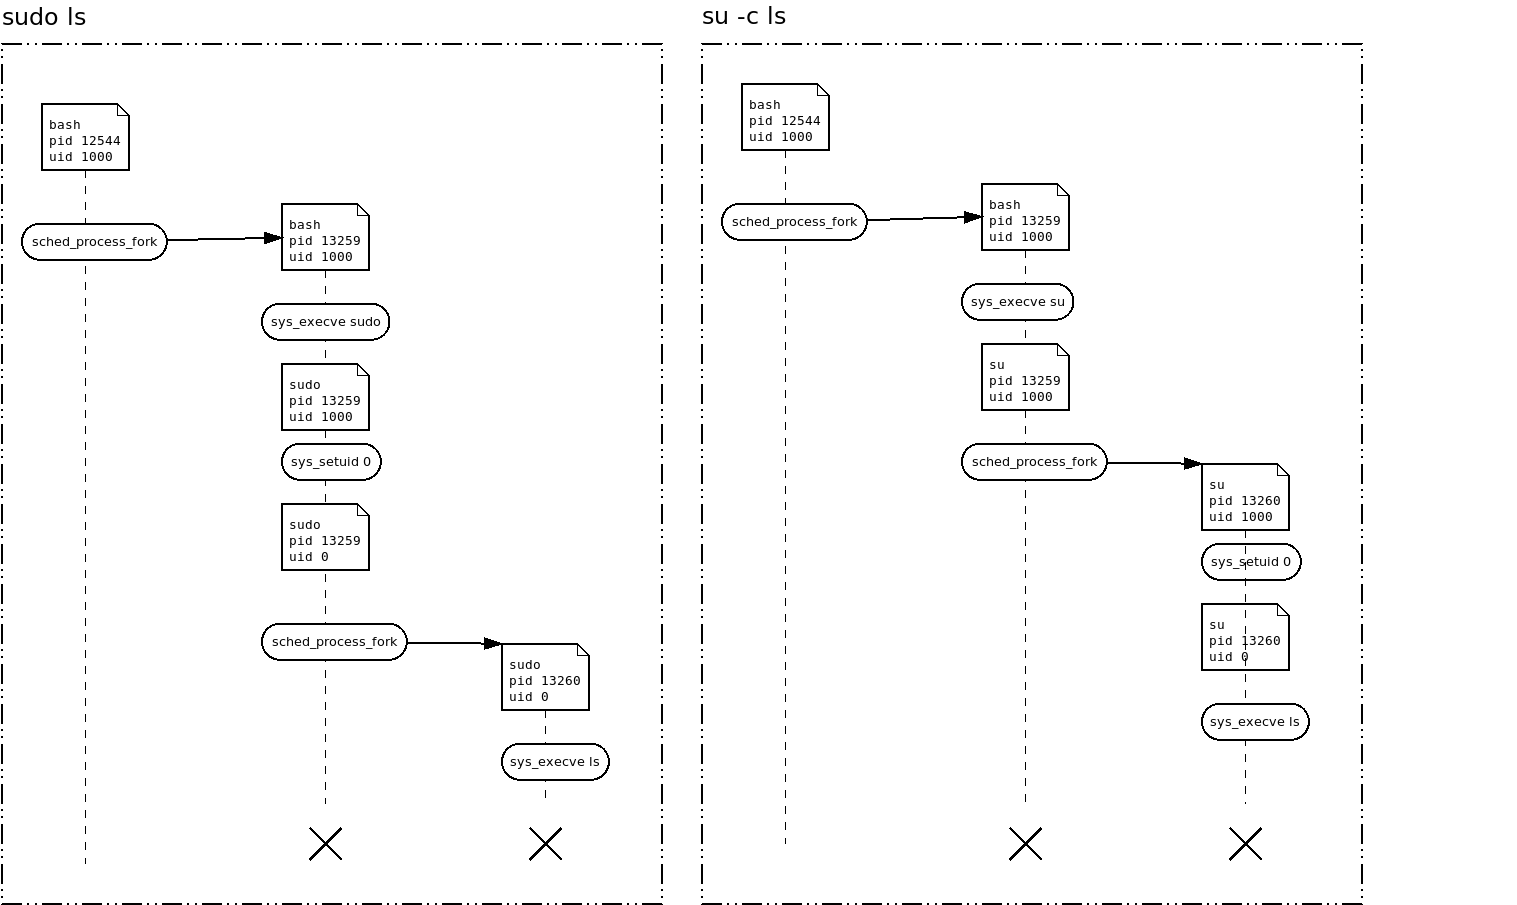 sudo ls
bash
pid 12544
uid 1000
sched_process_fork
bash
pid 13259
uid 1000
sys_execve sudo
sudo
pid 13259
uid 1000
sys_setuid 0
sudo
pid 13259
uid 0
sched_process_fork
sudo
pid 13260
uid 0
sys_execve ls
su -c ls
bash
pid 12544
uid 1000
sched_process_fork
bash
pid 13259
uid 1000
sys_execve su
su
pid 13259
uid 1000
sched_process_fork
su
pid 13260
uid 1000
sys_setuid 0
su
pid 13260
uid 0
sys_execve ls